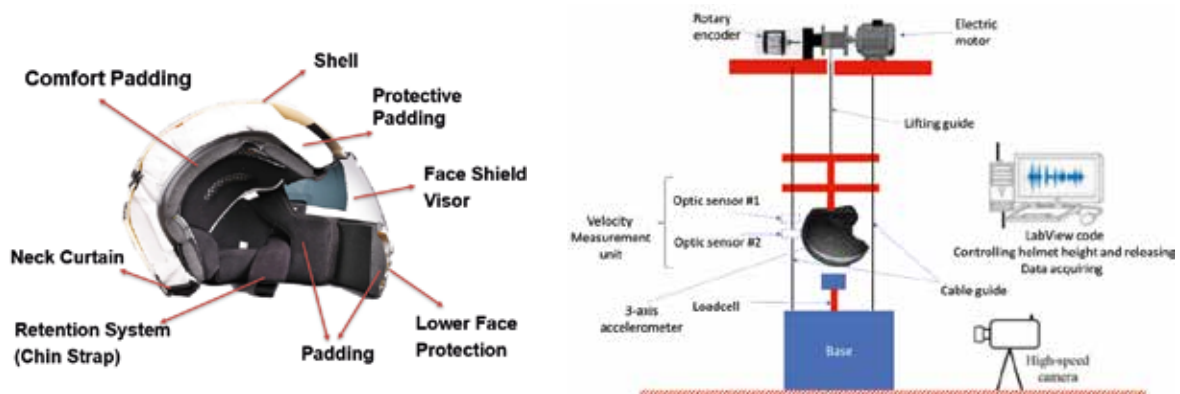 Shell
Comfort Padding
Protective
Padding
Face Shield
Visor
Neck Curtain
Retention System
(Chin Strap)
Padding
Lower Face
Protection
Rotary
encoder
Electric
motor
Lifting guide
Optic sensor #1
Velocity
Measurement
unit
Optic sensor #2
LabView code
Controlling helmet height and releasing
Data acquiring
Cable guide
3-axis
accelerometer
Loadcell
Base
High-speed
camera